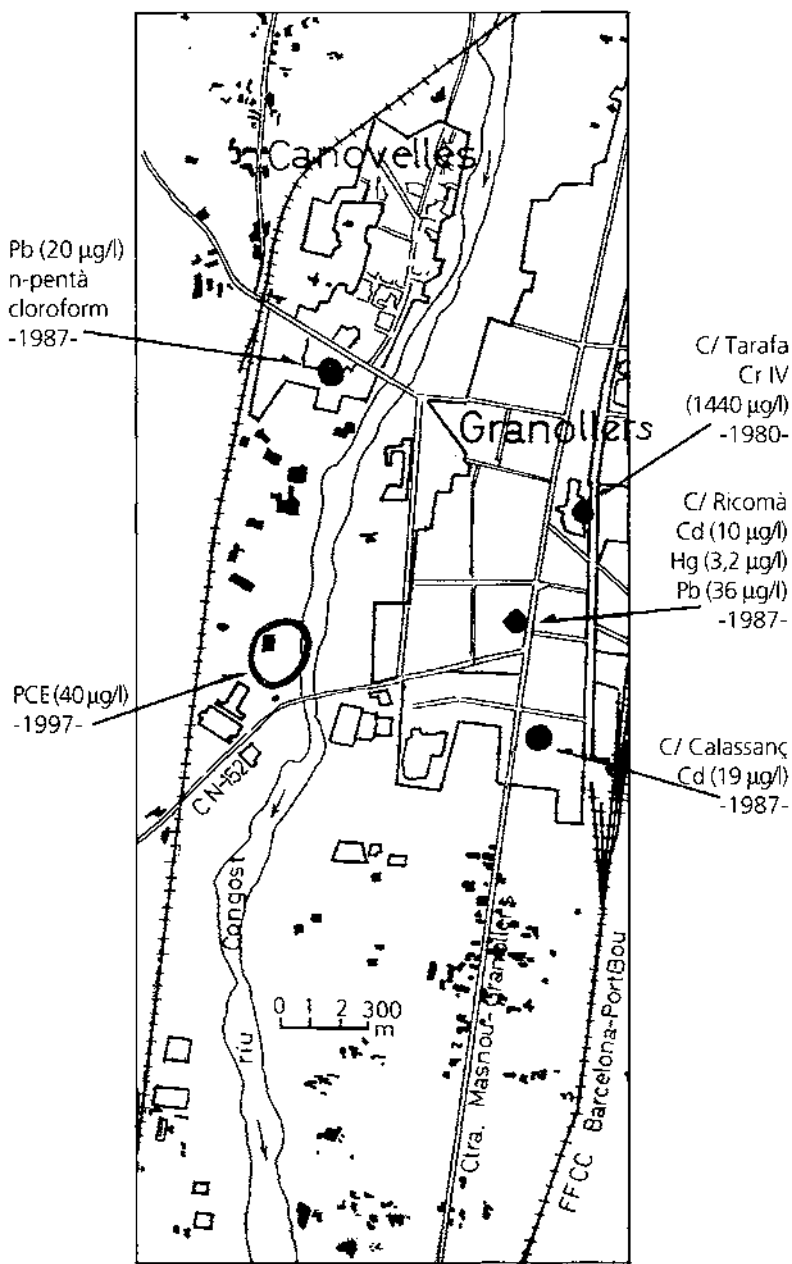 Canovelles
Pb (20 µg/l)
n-pentà
cloroform
-1987-
C/ Tarafa
Cr IV
(1440 µg/l)
-1980-
Granollers
C/ Ricomà
Cd (10 µg/l)
Hg (3,2 µg/l)
Pb (36 µg/l)
-1987-
PCE (40 µg/l)
-1997-
C/ Calassanç
Cd (19 µg/l)
-1987-
CN-152
riu Congost
0 1 2 300
m
Ctra. Masnou-Granollers
FFCC Barcelona-PortBou